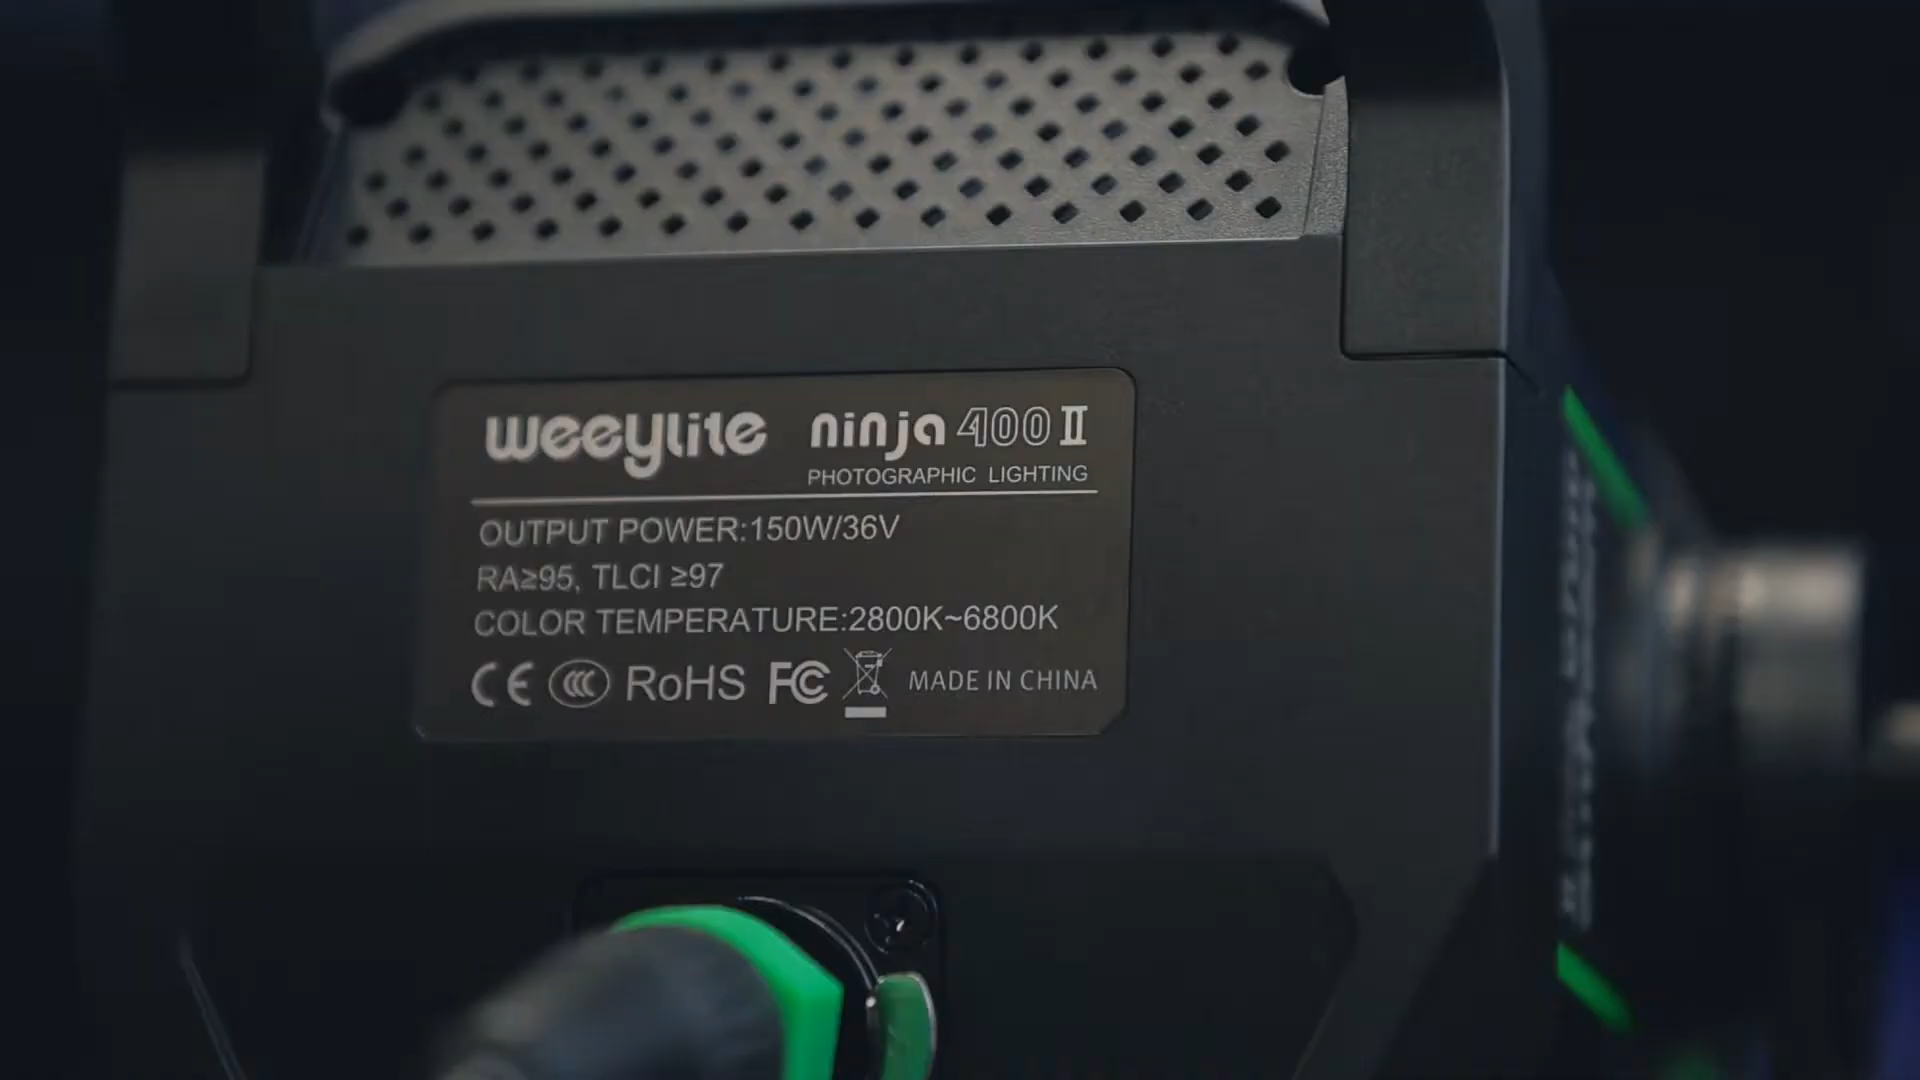 weeylite ninja 400 II
PHOTOGRAPHIC LIGHTING
OUTPUT POWER:150W/36V
RA≥95, TLCI ≥97
COLOR TEMPERATURE:2800K~6800K
CE CCC RoHS FC MADE IN CHINA